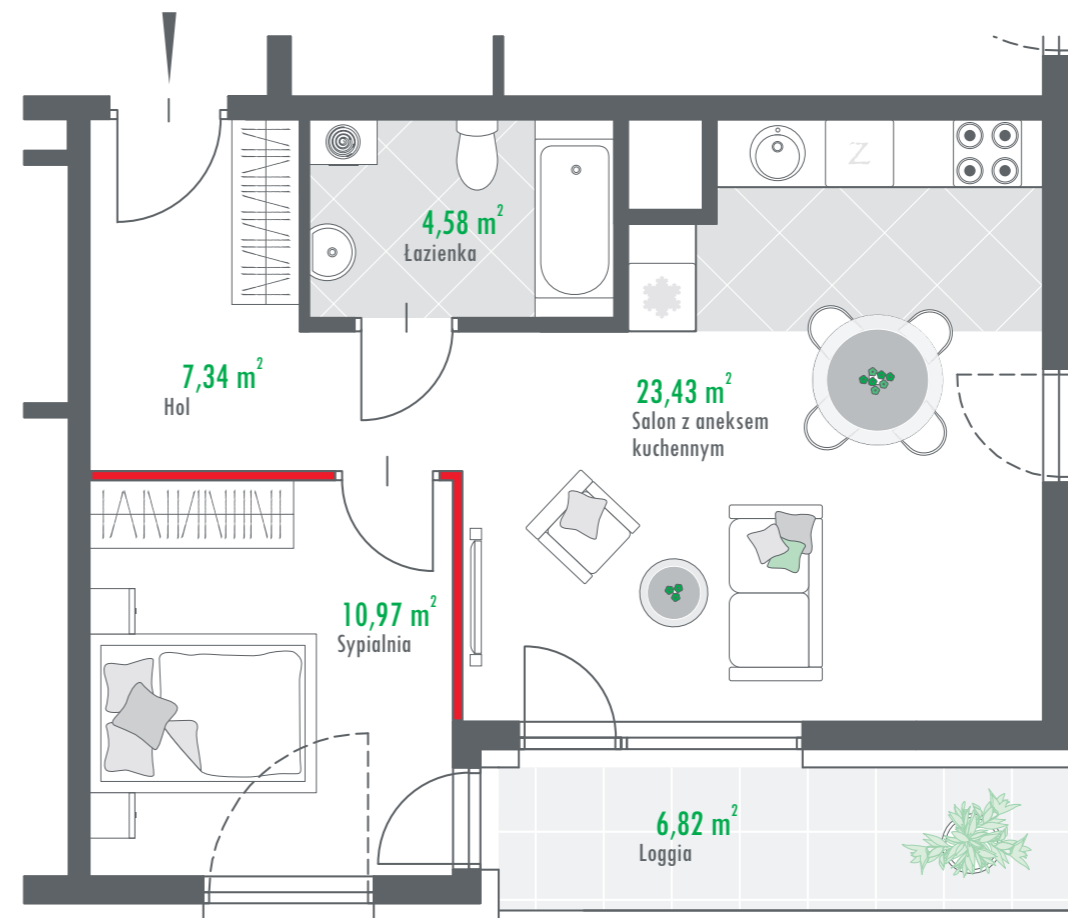 Z
4,58 m²
Łazienka
7,34 m²
Hol
23,43 m²
Salon z aneksem
kuchennym
10,97 m²
Sypialnia
6,82 m²
Loggia